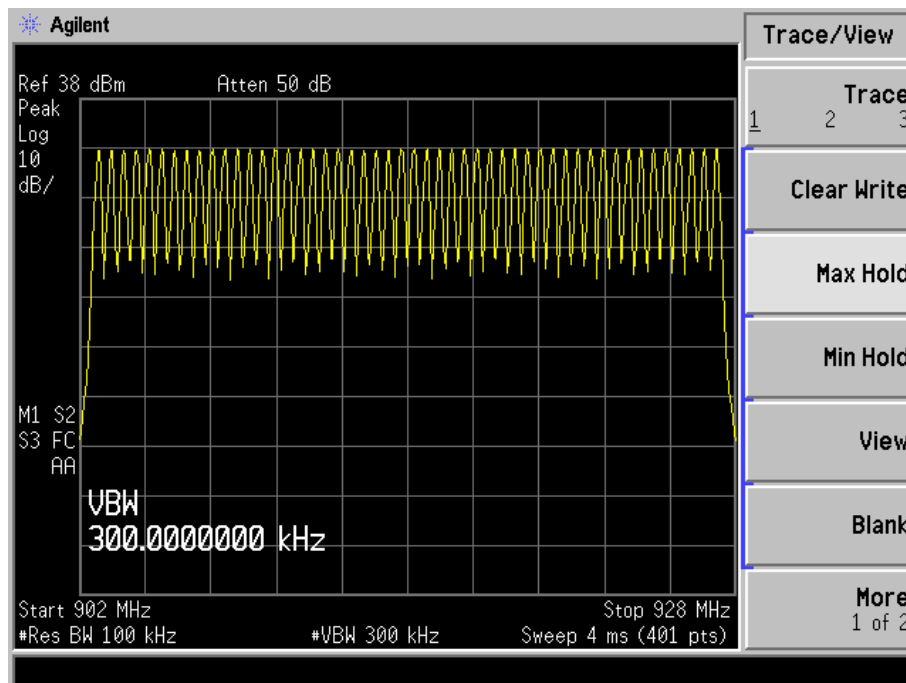 Agilent
Trace/View
Ref 38 dBm Atten 50 dB
Peak
Log
10
dB/
M1 S2
S3 FC
AA
VBW
300.0000000 kHz
Start 902 MHz Stop 928 MHz
#Res BW 100 kHz #VBW 300 kHz Sweep 4 ms (401 pts)
Trace
1 2 3
Clear Write
Max Hold
Min Hold
View
Blank
More
1 of 2